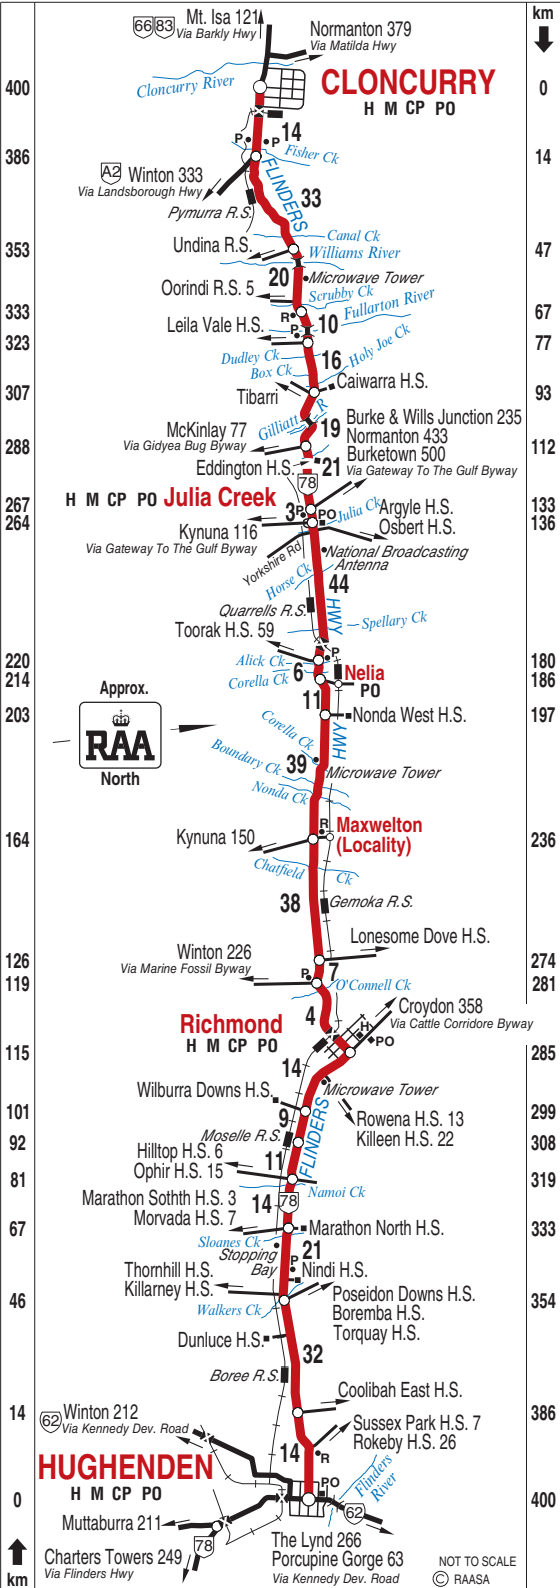 km
66 83 Mt. Isa 121
Via Barkly Hwy
Normanton 379
Via Matilda Hwy
Cloncurry River
CLONCURRY
H M CP PO
400
0
14
P
P
386
14
Fisher Ck
A2 Winton 333
Via Landsborough Hwy
FLINDERS
33
Pymurra R.S.
Canal Ck
Undina R.S.
Williams River
353
47
20
Microwave Tower
Oorindi R.S. 5
Scrubby Ck
333
67
R
Fullarton River
Leila Vale H.S.
P
10
323
77
Dudley Ck
16
Holy Joe Ck
Box Ck
Caiwarra H.S.
307
93
Tibarri
Gilliatt R
19
Burke & Wills Junction 235
McKinlay 77
Normanton 433
Via Gidyea Bug Byway
288
112
Burketown 500
Eddington H.S.
21
Via Gateway To The Gulf Byway
78
H M CP PO Julia Creek
267
133
3
P
PO
Julia Ck
Argyle H.S.
264
136
Kynuna 116
Osbert H.S.
Via Gateway To The Gulf Byway
Yorkshire Rd
National Broadcasting
Antenna
Horse Ck
44
Quarrells R.S.
HWY
Spellary Ck
Toorak H.S. 59
P
220
180
Alick Ck
6
Nelia
214
186
Corella Ck
PO
11
203
197
Nonda West H.S.
Approx.
RAA
North
Corella Ck
HWY
39
Boundary Ck
Microwave Tower
Nonda Ck
R
Maxwelton
(Locality)
164
236
Kynuna 150
Chatfield Ck
38
Gemoka R.S.
Lonesome Dove H.S.
Winton 226
126
274
Via Marine Fossil Byway
P
7
119
281
O'Connell Ck
4
Croydon 358
Via Cattle Corridore Byway
Richmond
H M CP PO
H
PO
115
285
14
Microwave Tower
Wilburra Downs H.S.
101
299
9
Rowena H.S. 13
Killeen H.S. 22
FLINDERS
Moselle R.S.
92
308
Hilltop H.S. 6
11
Ophir H.S. 15
81
319
Namoi Ck
Marathon Sothth H.S. 3
14
78
Morvada H.S. 7
67
333
Marathon North H.S.
Sloanes Ck
Stopping
Bay
21
P
Thornhill H.S.
Nindi H.S.
Killarney H.S.
46
354
Poseidon Downs H.S.
Boremba H.S.
Torquay H.S.
Walkers Ck
Dunluce H.S.
32
Boree R.S.
Coolibah East H.S.
14
386
62 Winton 212
Via Kennedy Dev. Road
Sussex Park H.S. 7
Rokeby H.S. 26
14
R
HUGHENDEN
H M CP PO
PO
Flinders
River
0
400
62
Muttaburra 211
78
Charters Towers 249
Via Flinders Hwy
The Lynd 266
Porcupine Gorge 63
Via Kennedy Dev. Road
NOT TO SCALE
© RAASA
km